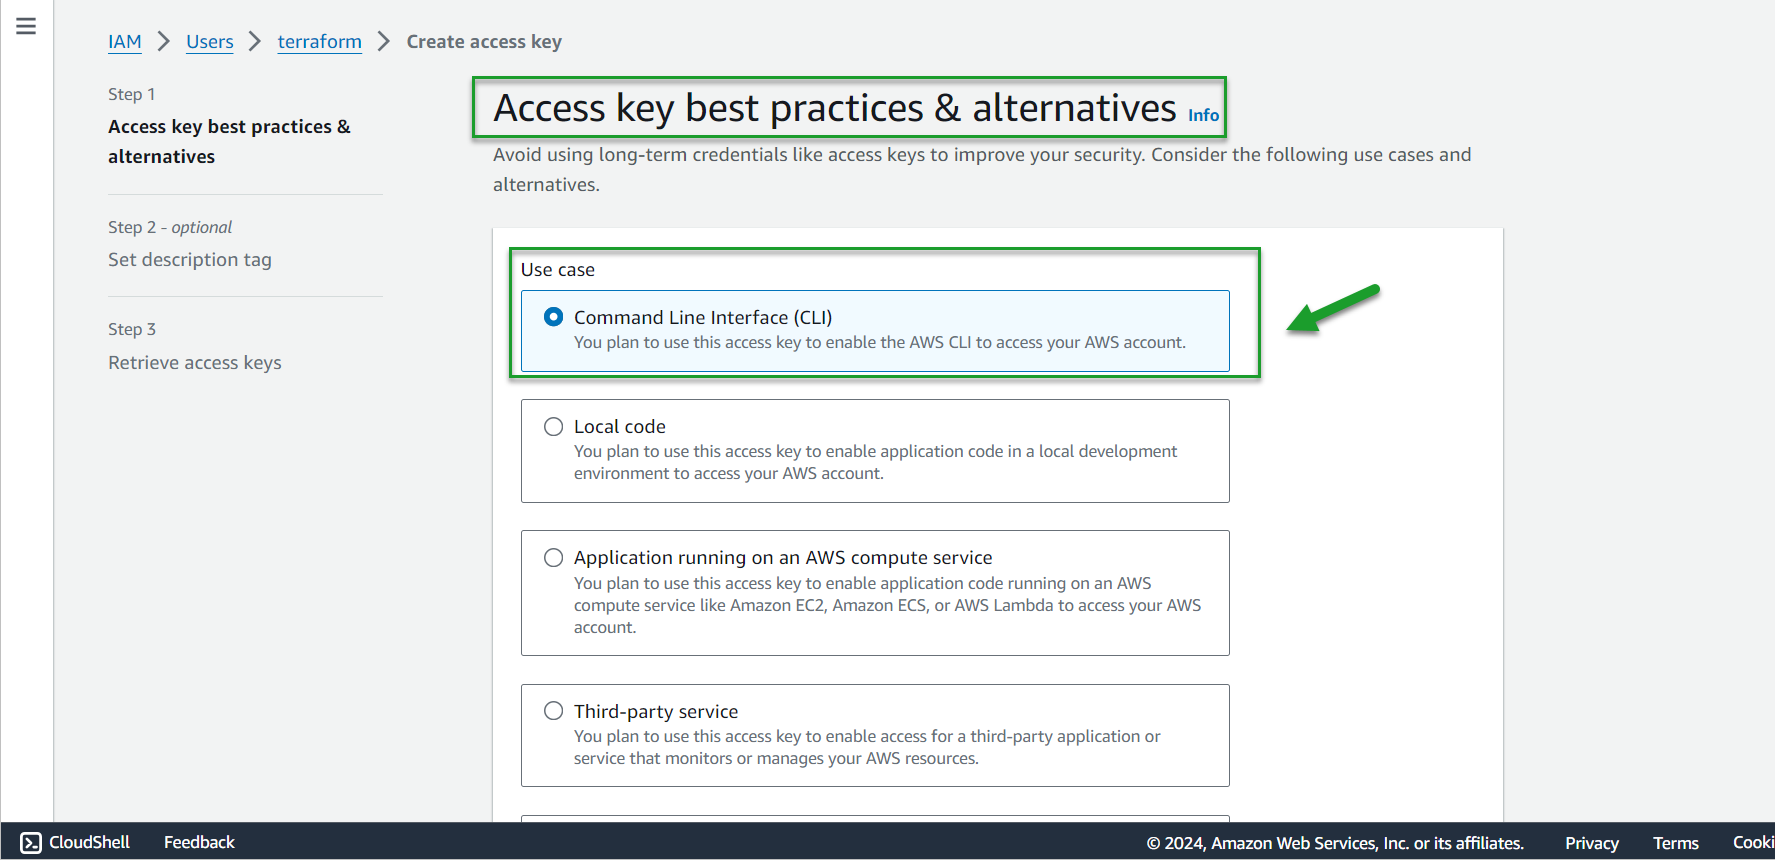 IAM > Users > terraform > Create access key
Step 1
Access key best practices &
alternatives
Step 2 - optional
Set description tag
Step 3
Retrieve access keys
Access key best practices & alternatives Info
Avoid using long-term credentials like access keys to improve your security. Consider the following use cases and
alternatives.
Use case
Command Line Interface (CLI)
You plan to use this access key to enable the AWS CLI to access your AWS account.
Local code
You plan to use this access key to enable application code in a local development
environment to access your AWS account.
Application running on an AWS compute service
You plan to use this access key to enable application code running on an AWS
compute service like Amazon EC2, Amazon ECS, or AWS Lambda to access your AWS
account.
Third-party service
You plan to use this access key to enable access for a third-party application or
service that monitors or manages your AWS resources.
CloudShell Feedback © 2024, Amazon Web Services, Inc. or its affiliates. Privacy Terms Cooki